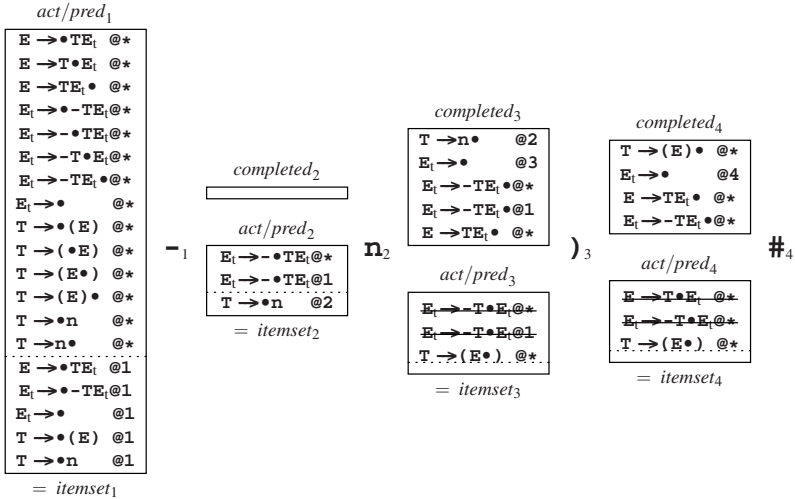 act/pred₁
E →•TEₜ @*
E →T•Eₜ @*
E →TEₜ• @*
Eₜ→•-TEₜ@*
Eₜ→-•TEₜ@*
Eₜ→-T•Eₜ@*
Eₜ→-TEₜ•@*
Eₜ→• @*
T →•(E) @*
T →(•E) @*
T →(E•) @*
T →(E)• @*
T →•n @*
T →n• @*
E →•TEₜ @1
Eₜ→•-TEₜ@1
Eₜ→• @1
T →•(E) @1
T →•n @1
= itemset₁
-₁
completed₂
act/pred₂
Eₜ→-•TEₜ@*
Eₜ→-•TEₜ@1
T →•n @2
= itemset₂
n₂
completed₃
T →n• @2
Eₜ→• @3
Eₜ→-TEₜ•@*
Eₜ→-TEₜ•@1
E →TEₜ• @*
act/pred₃
Eₜ→-T•Eₜ@*
Eₜ→-T•Eₜ@1
T →(E•) @*
= itemset₃
)₃
completed₄
T →(E)• @*
Eₜ→• @4
E →TEₜ• @*
Eₜ→-TEₜ•@*
act/pred₄
E →T•Eₜ @*
Eₜ→-T•Eₜ@*
T →(E•) @*
= itemset₄
#₄